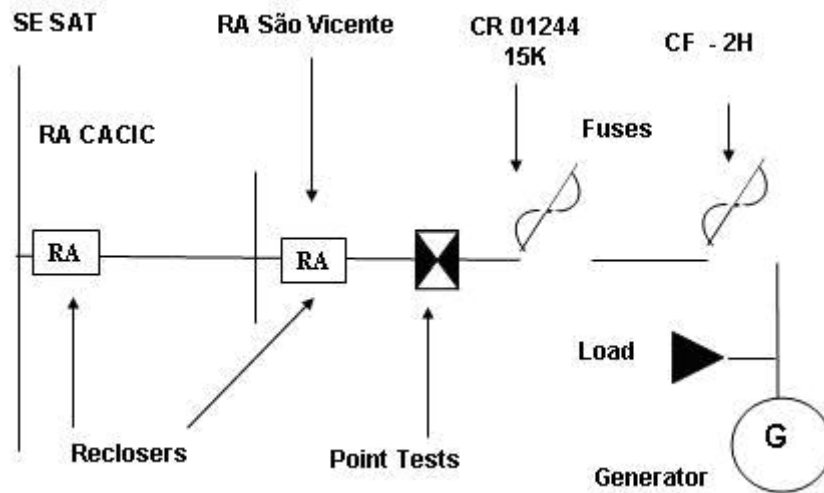 SE SAT
RA São Vicente
CR 01244
15K
CF - 2H
RA CACIC
Fuses
RA
RA
Load
Reclosers
Point Tests
G
Generator